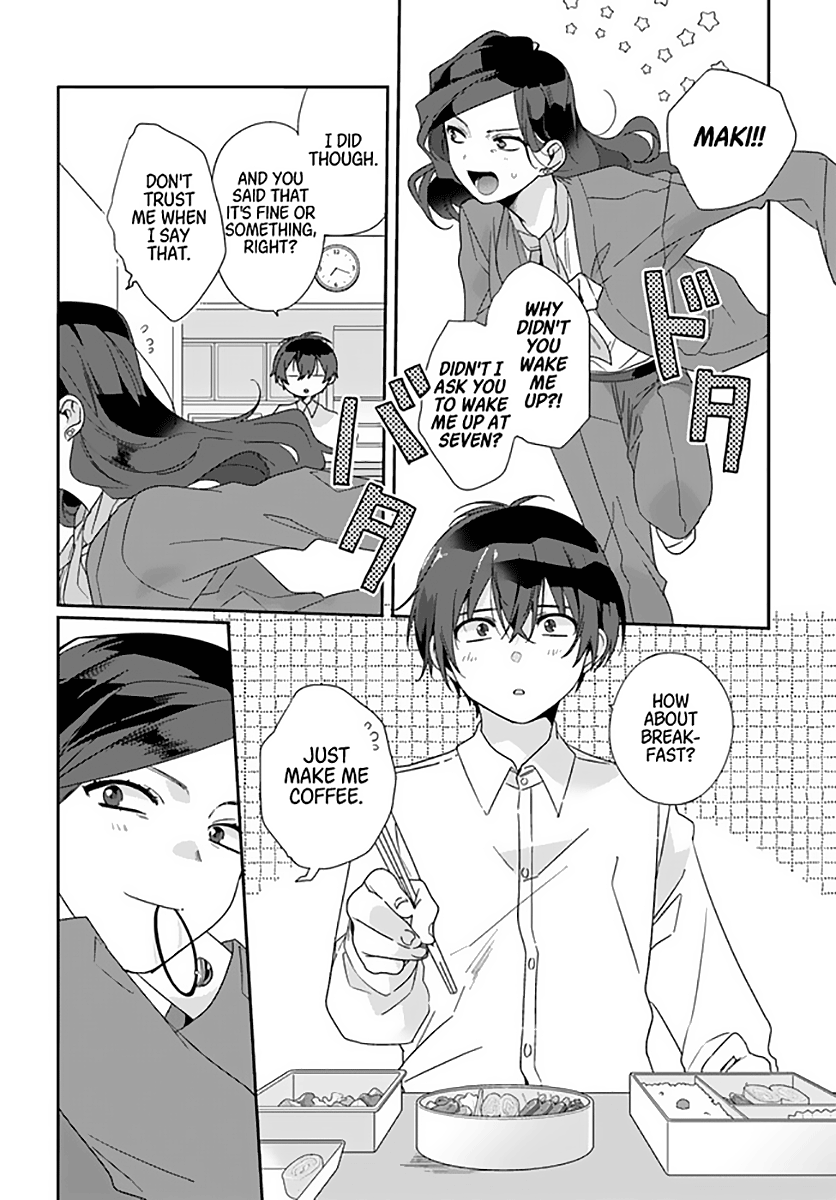 MAKI!!
WHY
DIDN'T
YOU
WAKE
ME
UP?!
DIDN'T I
ASK YOU
TO WAKE
ME UP AT
SEVEN?
ドタ
バタ
I DID
THOUGH.
AND YOU
SAID THAT
IT'S FINE OR
SOMETHING,
RIGHT?
DON'T
TRUST
ME WHEN
I SAY
THAT.
HOW
ABOUT
BREAK-
FAST?
JUST
MAKE ME
COFFEE.